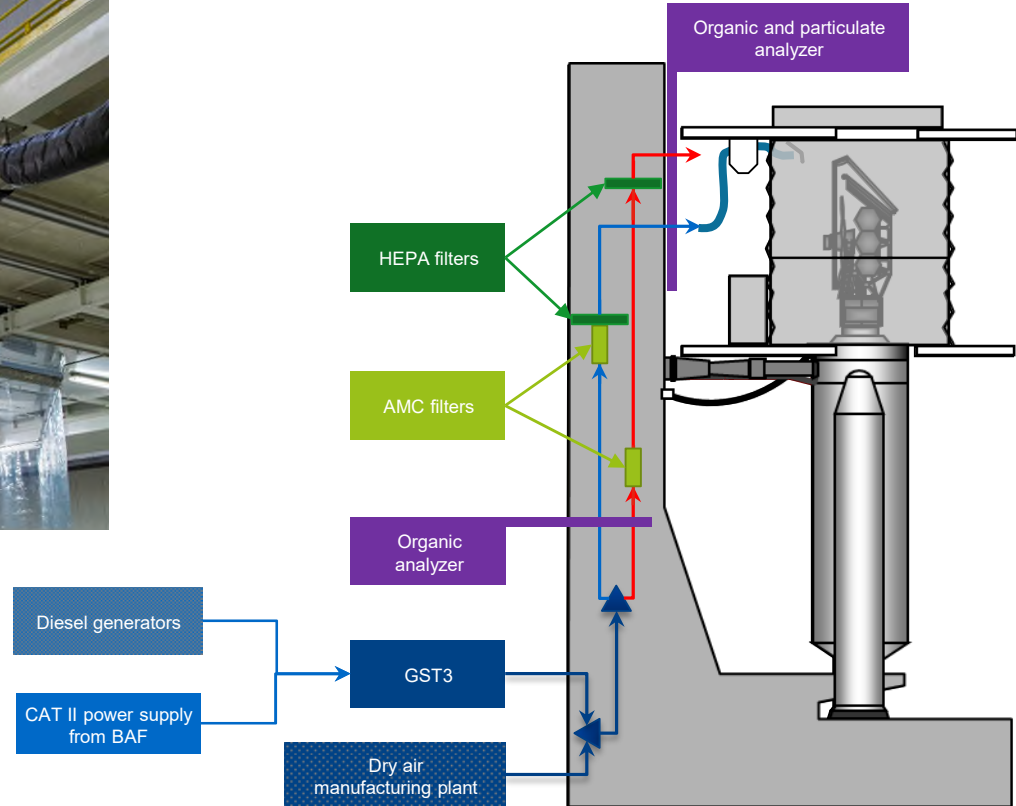 Organic and particulate
analyzer
HEPA filters
AMC filters
Organic
analyzer
Diesel generators
GST3
CAT II power supply
from BAF
Dry air
manufacturing plant